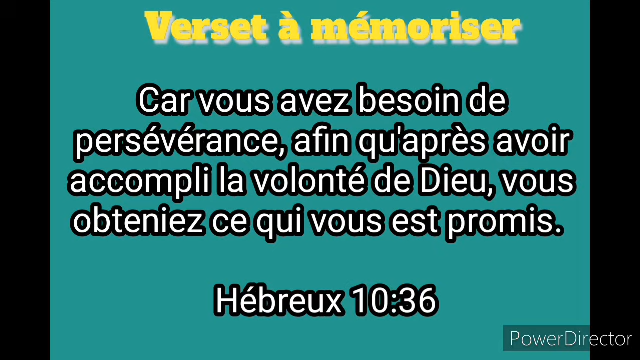 Verset à mémoriser
Car vous avez besoin de
persévérance, afin qu'après avoir
accompli la volonté de Dieu, vous
obteniez ce qui vous est promis.
Hébreux 10:36
PowerDirector